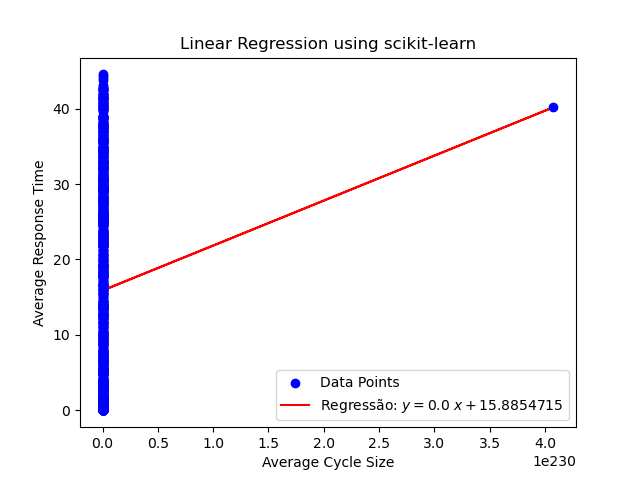 Linear Regression using scikit-learn
Average Response Time
40
30
20
10
0
Data Points
Regressão: y = 0.0 x + 15.8854715
0.0 0.5 1.0 1.5 2.0 2.5 3.0 3.5 4.0
1e230
Average Cycle Size